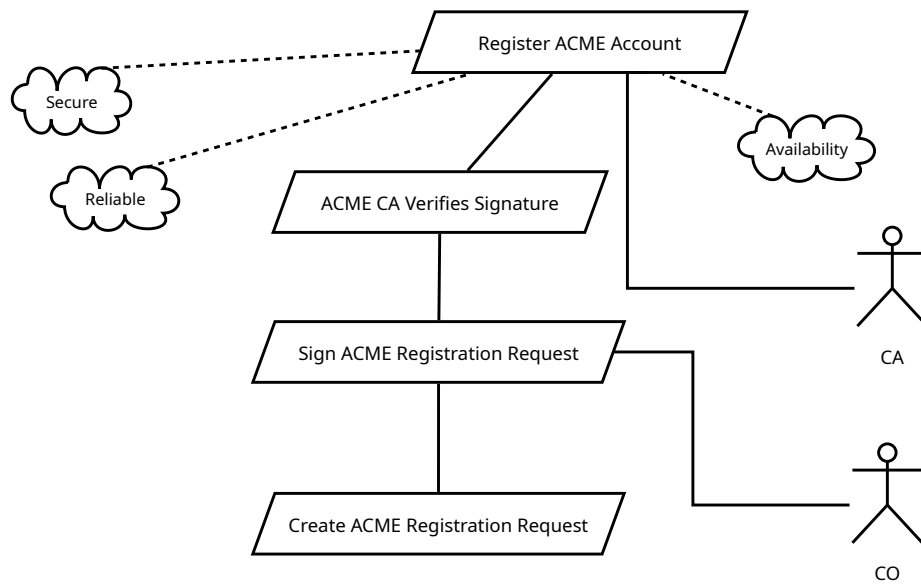 Register ACME Account
Secure
Availability
Reliable
ACME CA Verifies Signature
Sign ACME Registration Request
CA
Create ACME Registration Request
CO